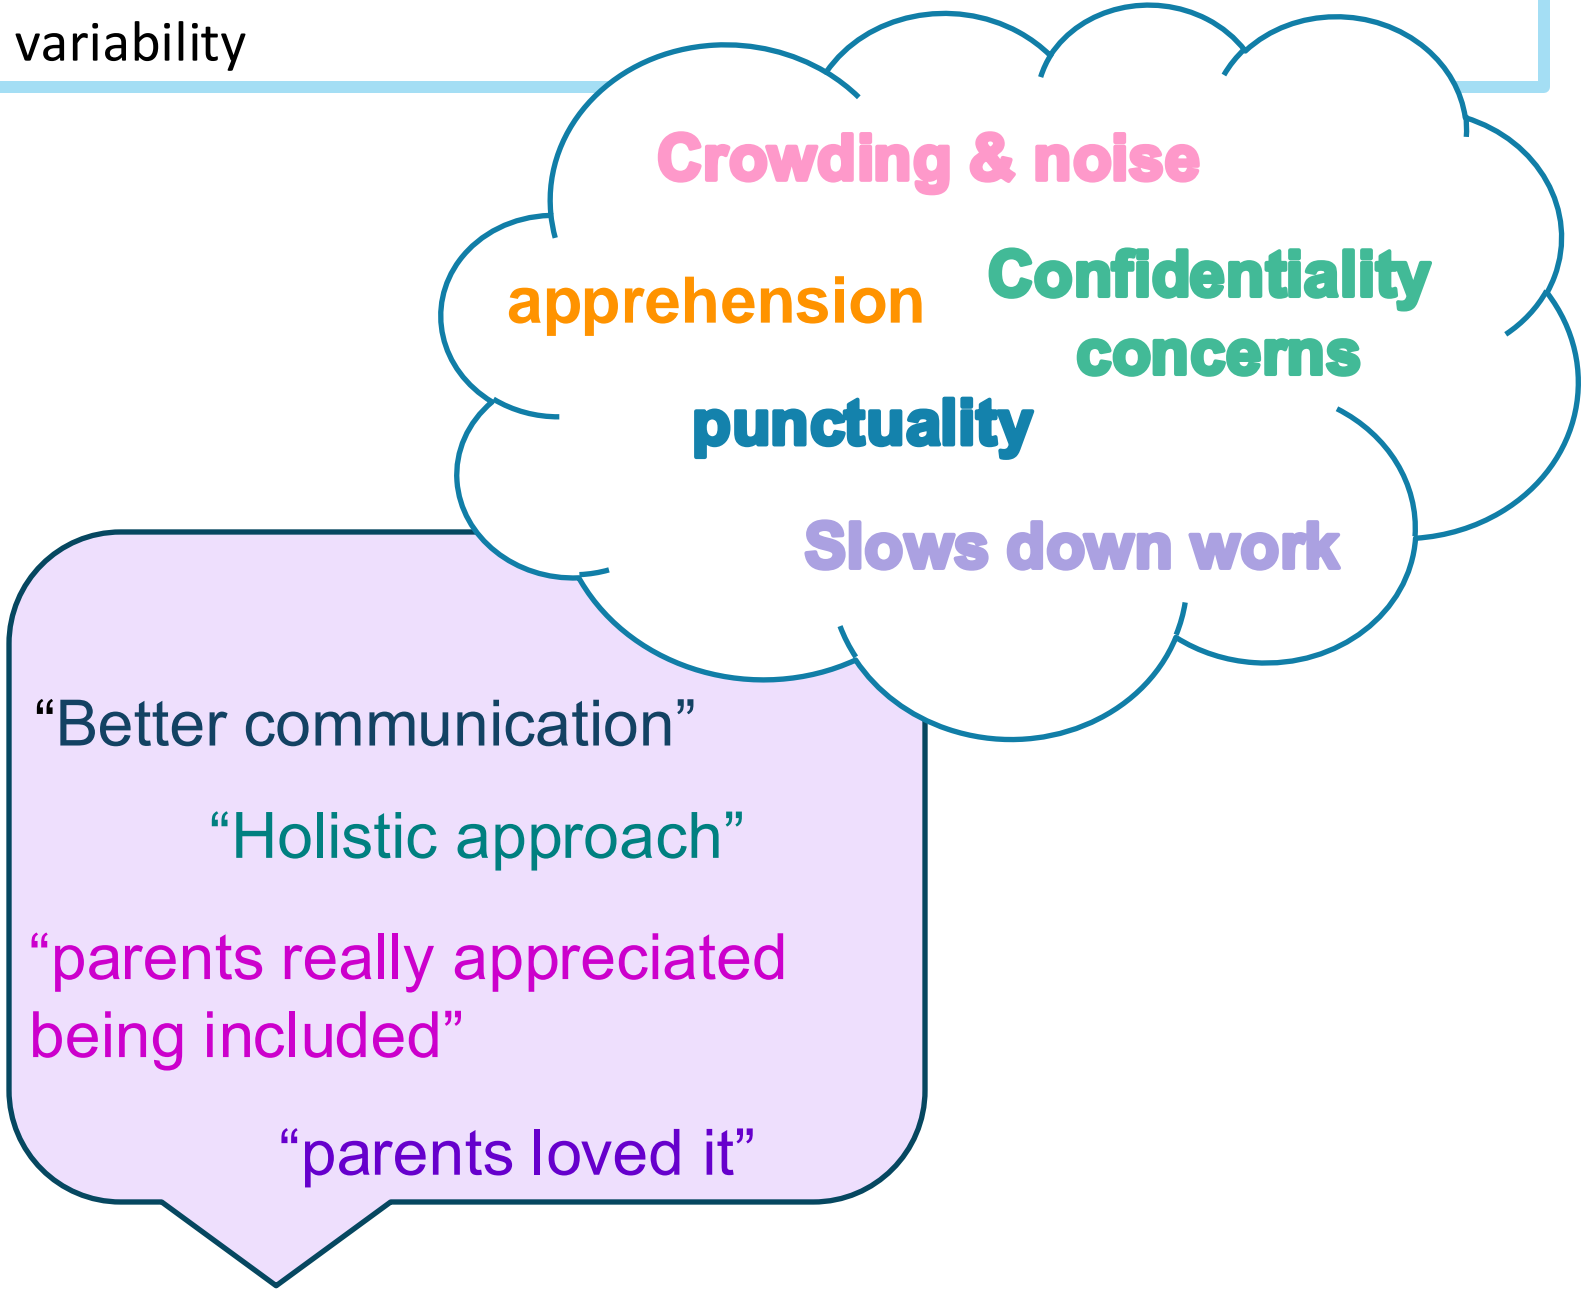 variability
Crowding & noise
apprehension
Confidentiality
concerns
punctuality
Slows down work
“Better communication”
“Holistic approach”
“parents really appreciated
being included”
“parents loved it”